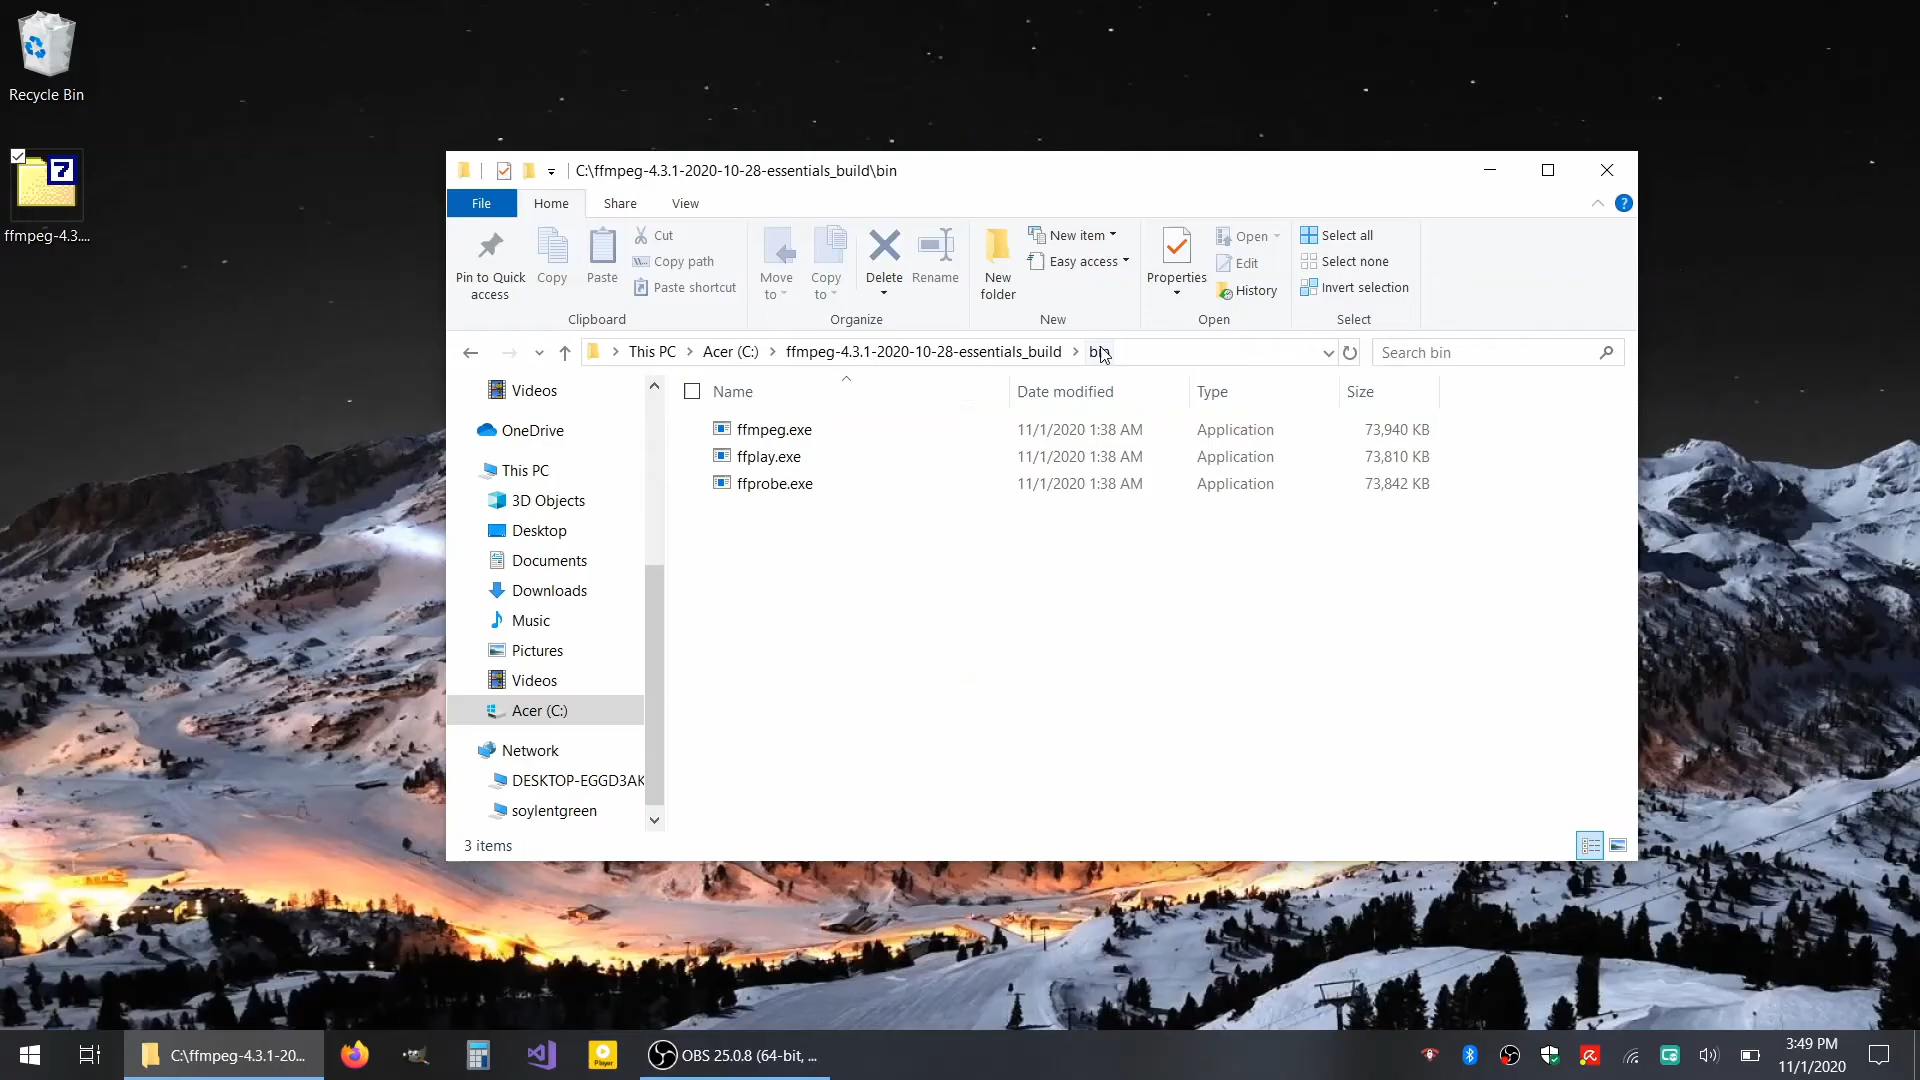 Recycle Bin
7
ffmpeg-4.3....
C:\ffmpeg-4.3.1-2020-10-28-essentials_build\bin
File Home Share View
?
Pin to Quick access
Copy
Paste
Cut
Copy path
Paste shortcut
Clipboard
Move to
Copy to
Delete
Rename
Organize
New folder
New item
Easy access
New
Properties
Open
Edit
History
Open
Select all
Select none
Invert selection
Select
This PC Acer (C:) ffmpeg-4.3.1-2020-10-28-essentials_build bin
Search bin
Videos
OneDrive
This PC
3D Objects
Desktop
Documents
Downloads
Music
Pictures
Videos
Acer (C:)
Network
DESKTOP-EGGD3AK
soylentgreen
Name Date modified Type Size
ffmpeg.exe 11/1/2020 1:38 AM Application 73,940 KB
ffplay.exe 11/1/2020 1:38 AM Application 73,810 KB
ffprobe.exe 11/1/2020 1:38 AM Application 73,842 KB
3 items
C:\ffmpeg-4.3.1-20...
Player
OBS 25.0.8 (64-bit, ...
3:49 PM
11/1/2020